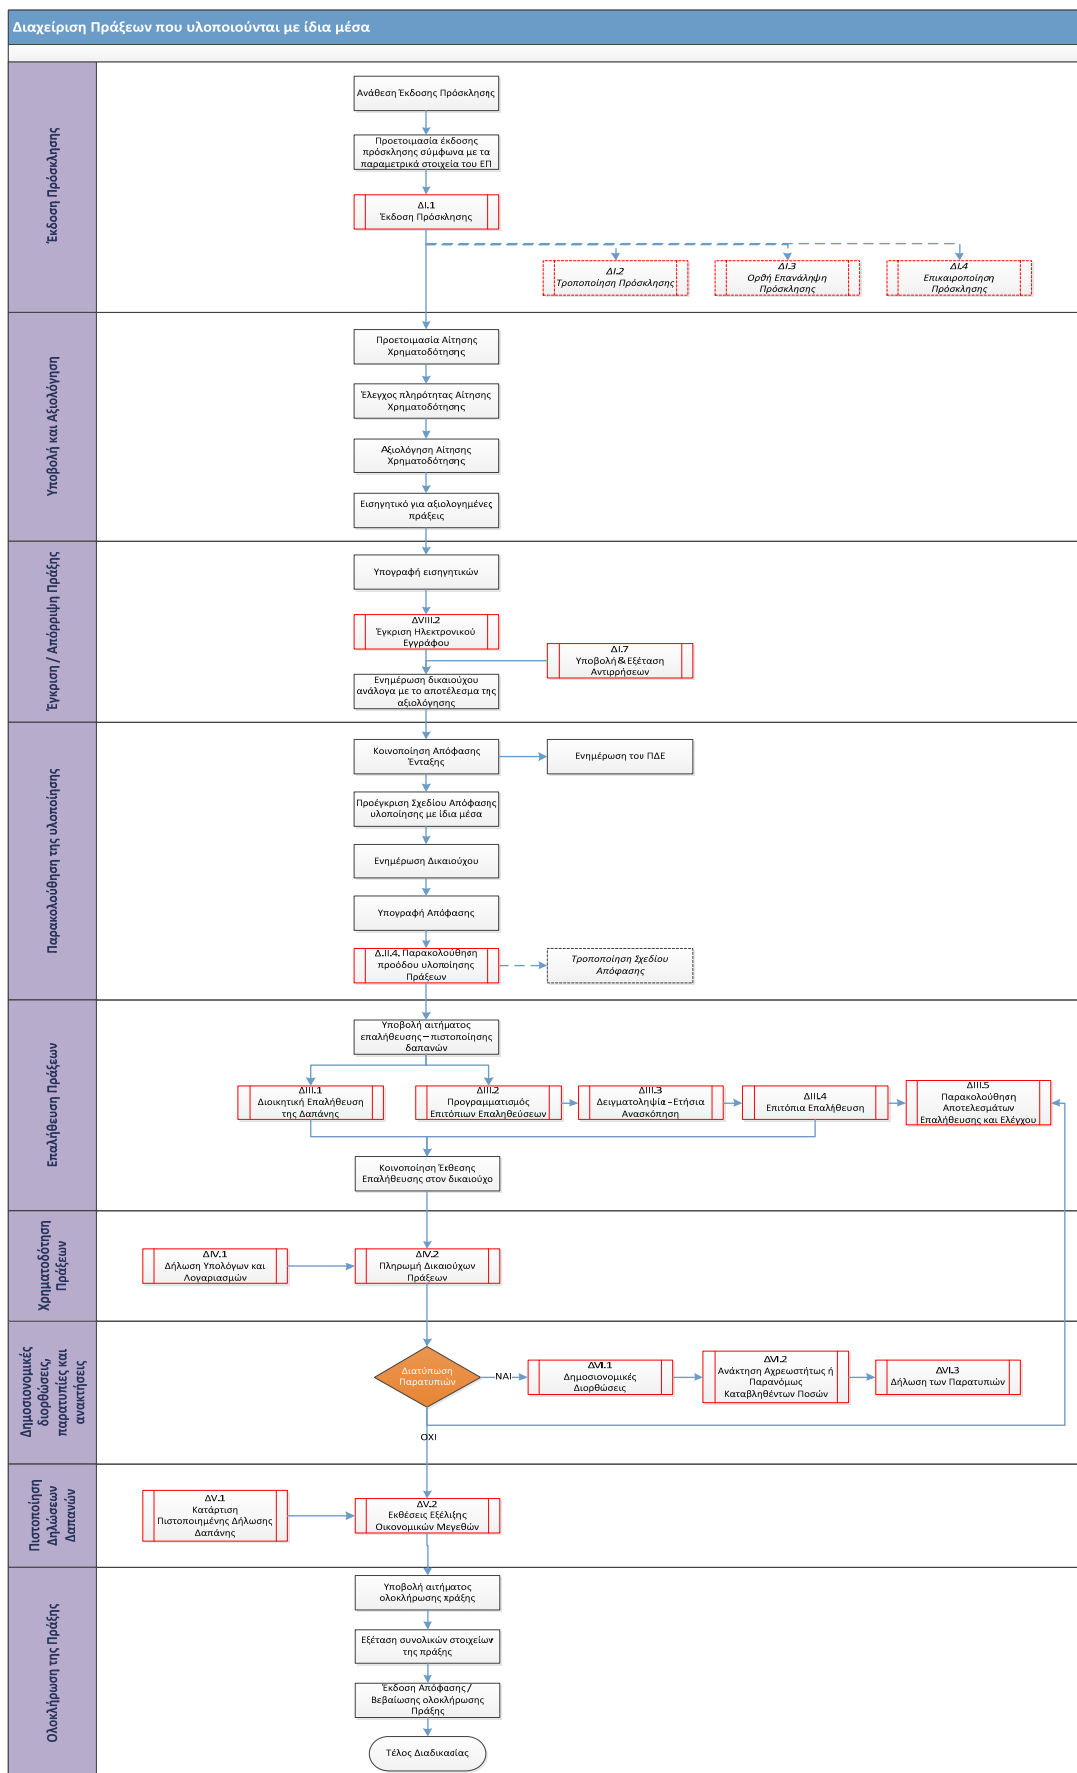 Διαχείριση Πράξεων που υλοποιούνται με ίδια μέσα
Έκδοση Πρόσκλησης
Ανάθεση Έκδοσης Πρόσκλησης
Προετοιμασία έκδοσης
πρόσκλησης σύμφωνα με τα
παραμετρικά στοιχεία του ΕΠ
ΔΙ.1
Έκδοση Πρόσκλησης
ΔΙ.2
Τροποποίηση Πρόσκλησης
ΔΙ.3
Ορθή Επανάληψη
Πρόσκλησης
ΔΙ.4
Επικαιροποίηση
Πρόσκλησης
Υποβολή και Αξιολόγηση
Προετοιμασία Αίτησης
Χρηματοδότησης
Έλεγχος πληρότητας Αίτησης
Χρηματοδότησης
Αξιολόγηση Αίτησης
Χρηματοδότησης
Εισηγητικό για αξιολογημένες
πράξεις
Έγκριση / Απόρριψη Πράξης
Υπογραφή εισηγητικών
ΔVIII.2
Έγκριση Ηλεκτρονικού
Εγγράφου
ΔΙ.7
Υποβολή & Εξέταση
Αντιρρήσεων
Ενημέρωση δικαιούχου
ανάλογα με το αποτέλεσμα της
αξιολόγησης
Παρακολούθηση της υλοποίησης
Κοινοποίηση Απόφασης
Ένταξης
Ενημέρωση του ΠΔΕ
Προέγκριση Σχεδίου Απόφασης
υλοποίησης με ίδια μέσα
Ενημέρωση Δικαιούχου
Υπογραφή Απόφασης
Δ.ΙΙ.4. Παρακολούθηση
προόδου υλοποίησης
Πράξεων
Τροποποίηση Σχεδίου
Απόφασης
Επαλήθευση Πράξεων
Υποβολή αιτήματος
επαλήθευσης – πιστοποίησης
δαπανών
ΔΙΙΙ.1
Διοικητική Επαλήθευση
της Δαπάνης
ΔΙΙΙ.2
Προγραμματισμός
Επιτόπιων Επαληθεύσεων
ΔΙΙΙ.3
Δειγματοληψία – Ετήσια
Ανασκόπηση
ΔΙΙΙ.4
Επιτόπια Επαλήθευση
ΔΙΙΙ.5
Παρακολούθηση
Αποτελεσμάτων
Επαλήθευσης και Ελέγχου
Κοινοποίηση Έκθεσης
Επαλήθευσης στον δικαιούχο
Χρηματοδότηση
Πράξεων
ΔΙV.1
Δήλωση Υπολόγων και
Λογαριασμών
ΔΙV.2
Πληρωμή Δικαιούχων
Πράξεων
Δημοσιονομικές
διορθώσεις,
παρατυπίες και
ανακτήσεις
Διατύπωση
Παρατυπιών
ΝΑΙ
ΔVI.1
Δημοσιονομικές
Διορθώσεις
ΔVI.2
Ανάκτηση Αχρεωστήτως ή
Παρανόμως
Καταβληθέντων Ποσών
ΔVI.3
Δήλωση των Παρατυπιών
ΟΧΙ
Πιστοποίηση
Δηλώσεων
Δαπανών
ΔV.1
Κατάρτιση
Πιστοποιημένης Δήλωσης
Δαπάνης
ΔV.2
Εκθέσεις Εξέλιξης
Οικονομικών Μεγεθών
Ολοκλήρωση της Πράξης
Υποβολή αιτήματος
ολοκλήρωσης πράξης
Εξέταση συνολικών στοιχείων
της πράξης
Έκδοση Απόφασης /
Βεβαίωσης ολοκλήρωσης
Πράξης
Τέλος Διαδικασίας